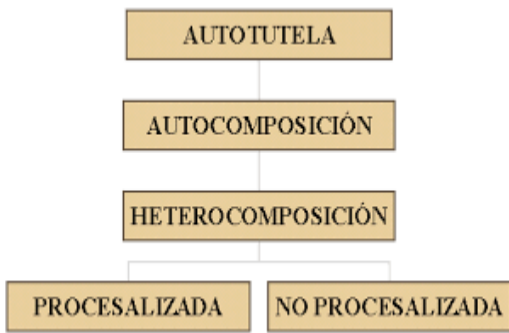 AUTOTUTELA
AUTOCOMPOSICIÓN
HETEROCOMPOSICIÓN
PROCESALIZADA
NO PROCESALIZADA